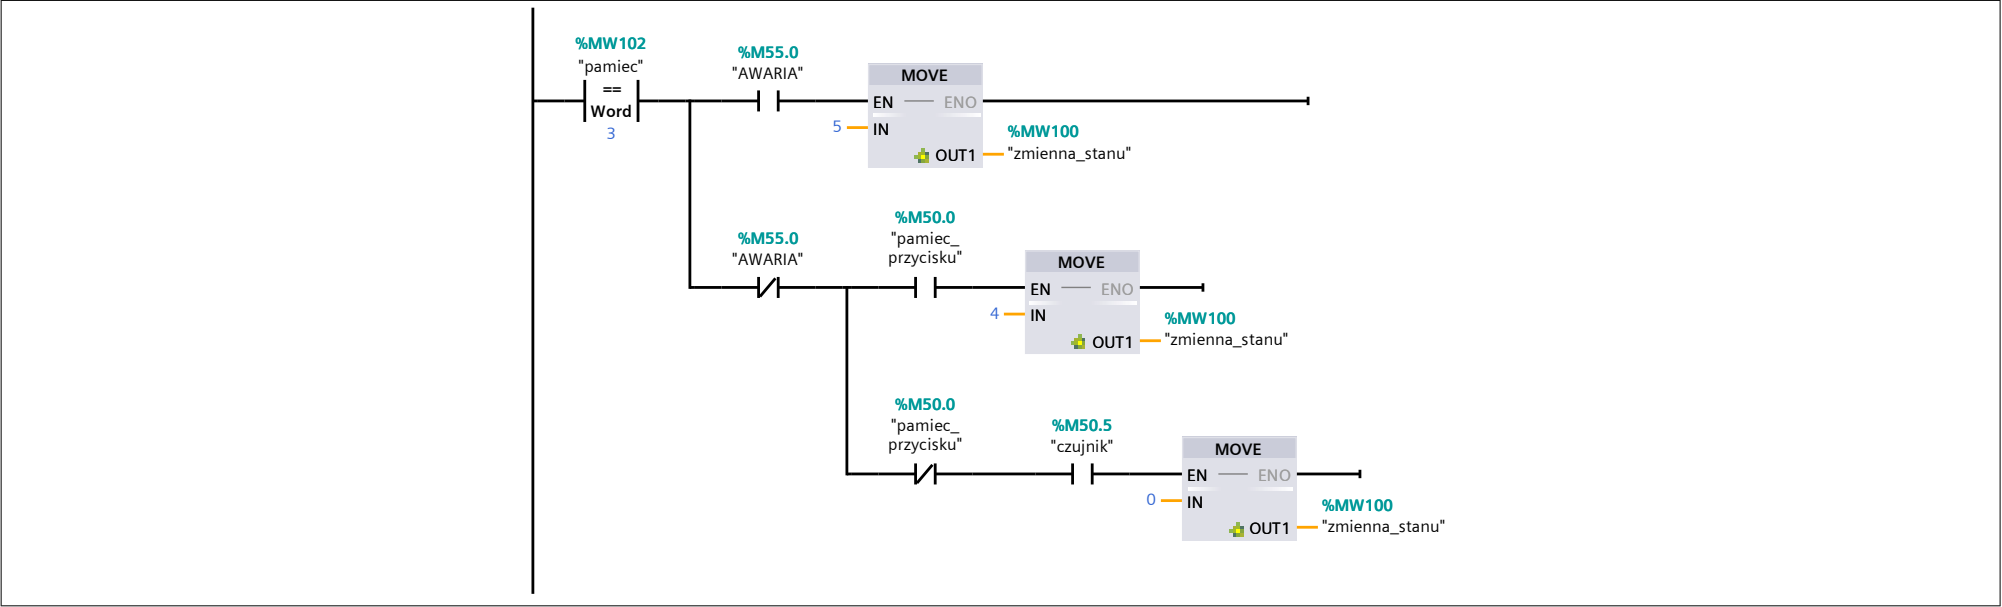 %MW102
"pamiec"
==
Word
3
%M55.0
"AWARIA"
MOVE
EN
ENO
5
IN
OUT1
%MW100
"zmienna_stanu"
%M55.0
"AWARIA"
%M50.0
"pamiec_
przycisku"
MOVE
EN
ENO
4
IN
OUT1
%MW100
"zmienna_stanu"
%M50.0
"pamiec_
przycisku"
%M50.5
"czujnik"
MOVE
EN
ENO
0
IN
OUT1
%MW100
"zmienna_stanu"